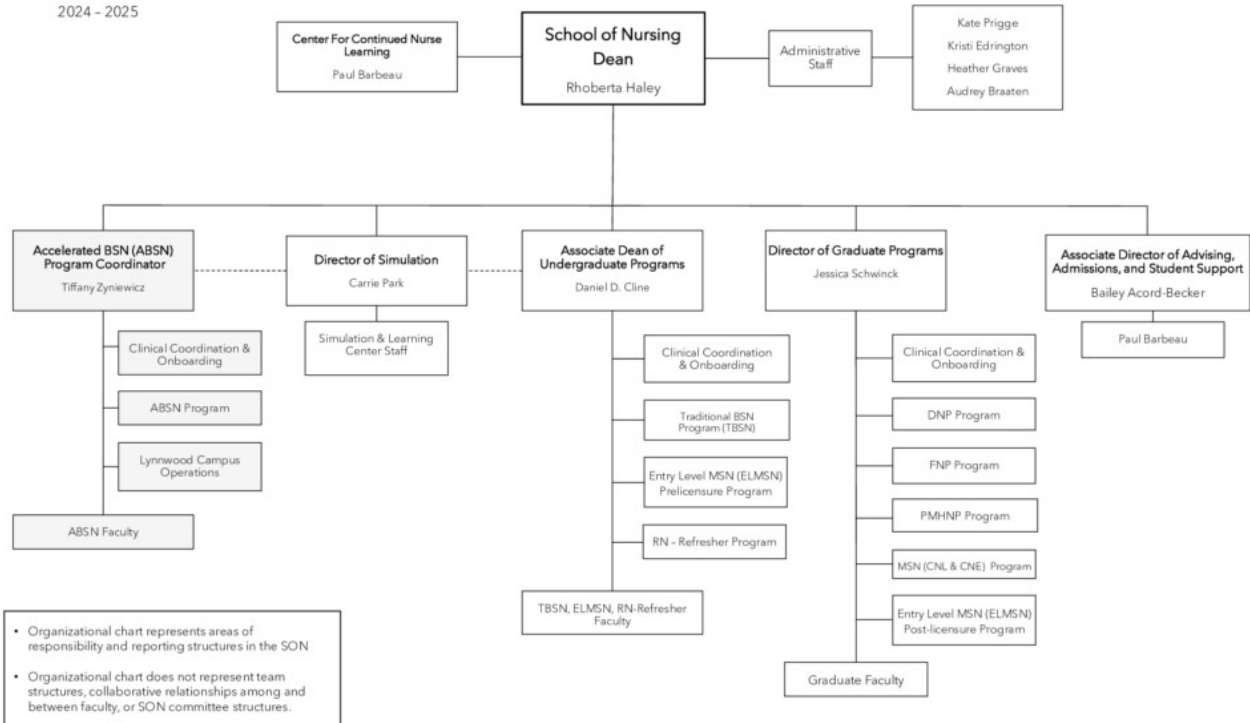 2024 – 2025
Center For Continued Nurse
Learning
Paul Barbeau
School of Nursing
Dean
Rhoberta Haley
Administrative
Staff
Kate Prigge
Kristi Edrington
Heather Graves
Audrey Braaten
Accelerated BSN (ABSN)
Program Coordinator
Tiffany Zyniewicz
Director of Simulation
Carrie Park
Associate Dean of
Undergraduate Programs
Daniel D. Cline
Director of Graduate Programs
Jessica Schwinck
Associate Director of Advising,
Admissions, and Student Support
Bailey Acord-Becker
Clinical Coordination &
Onboarding
ABSN Program
Lynnwood Campus
Operations
ABSN Faculty
Simulation & Learning
Center Staff
Clinical Coordination
& Onboarding
Traditional BSN
Program (TBSN)
Entry Level MSN (ELMSN)
Prelicensure Program
RN – Refresher Program
TBSN, ELMSN, RN-Refresher
Faculty
Clinical Coordination &
Onboarding
DNP Program
FNP Program
PMHNP Program
MSN (CNL & CNE) Program
Entry Level MSN (ELMSN)
Post-licensure Program
Graduate Faculty
Paul Barbeau
• Organizational chart represents areas of
responsibility and reporting structures in the SON
• Organizational chart does not represent team
structures, collaborative relationships among and
between faculty, or SON committee structures.